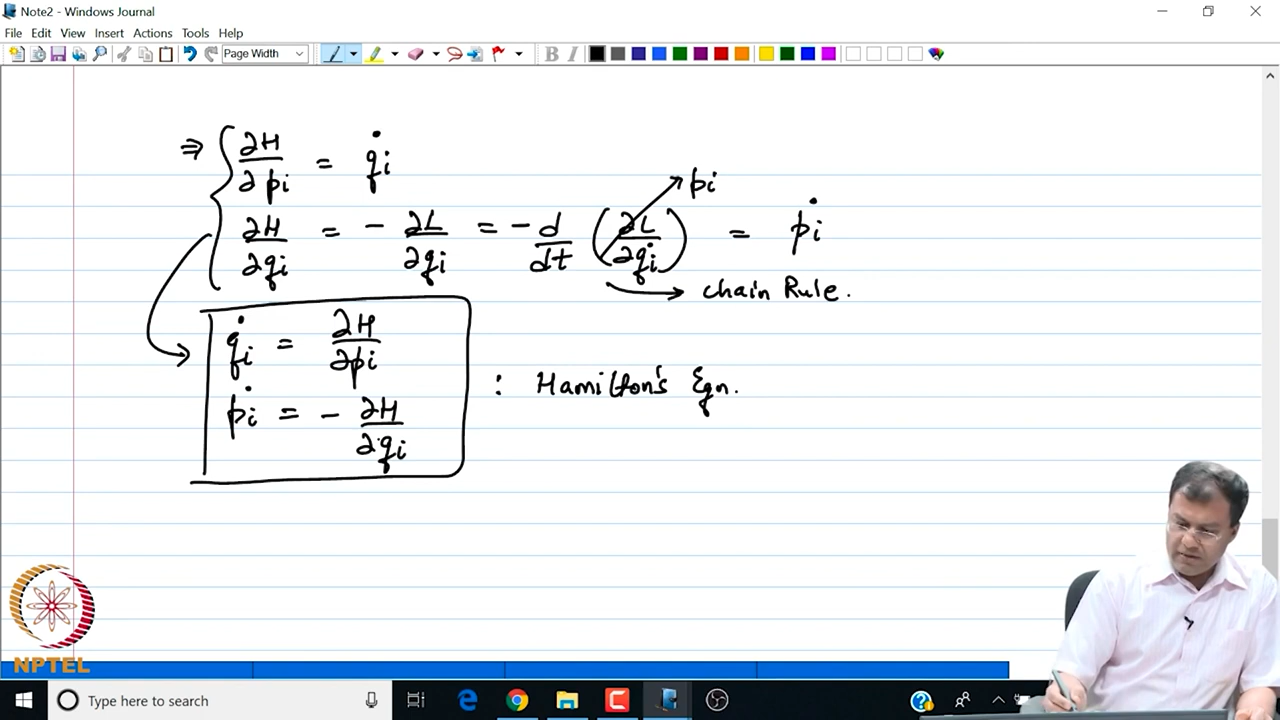 Note2 - Windows Journal
File Edit View Insert Actions Tools Help
Page Width
B I
⇒ { ∂H/∂pi = q̇i
∂H/∂qi = - ∂L/∂qi = - d/dt (∂L/∂q̇i) = ṗi
pi
chain Rule.
q̇i = ∂H/∂pi
ṗi = - ∂H/∂qi
: Hamilton's Eqn.
NPTEL
Type here to search